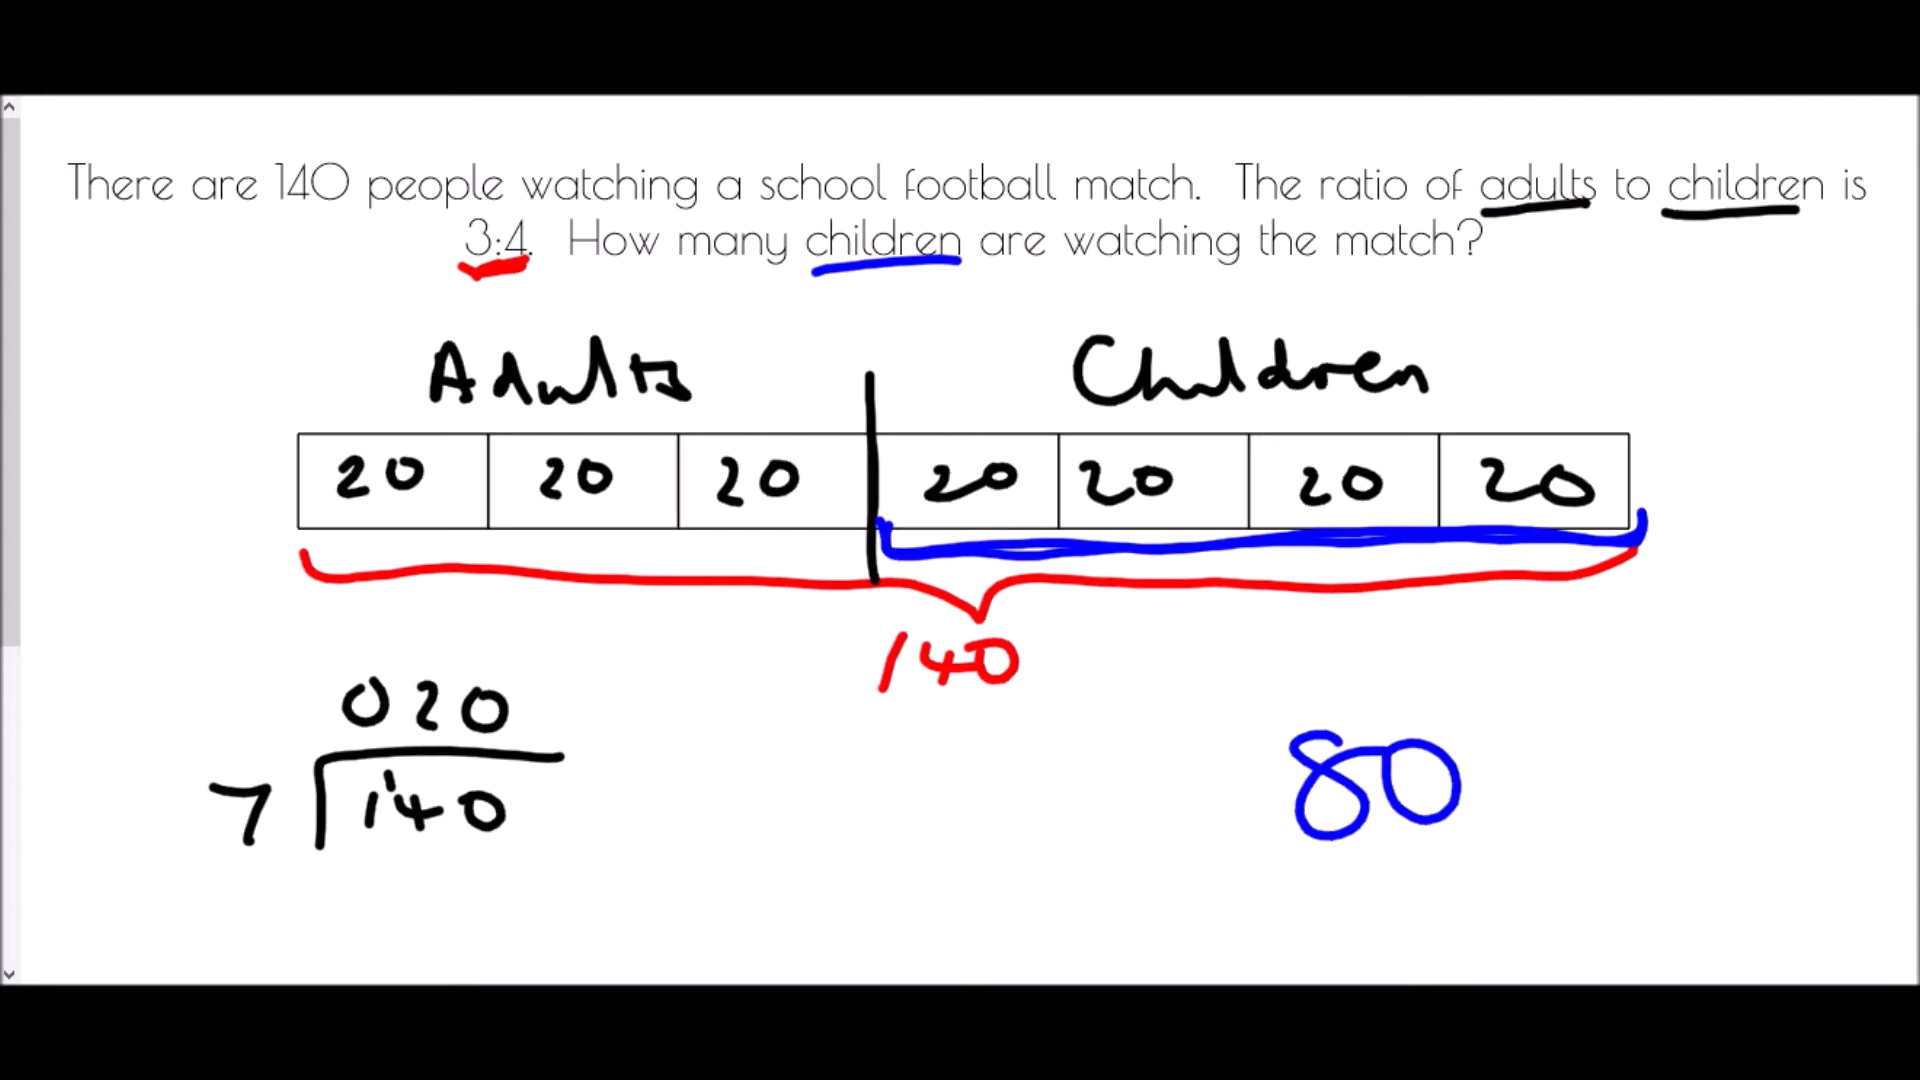 There are 140 people watching a school football match. The ratio of adults to children is
3:4. How many children are watching the match?
Adults Children
20 20 20 20 20 20 20
140
020
7 140
80